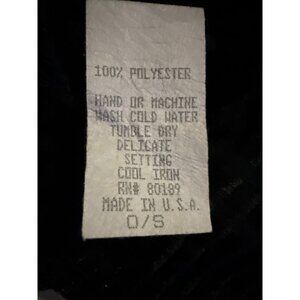 100% POLYESTER
HAND OR MACHINE
WASH COLD WATER
TUMBLE DRY
DELICATE
SETTING
COOL IRON
RN# 80189
MADE IN U.S.A.
O/S